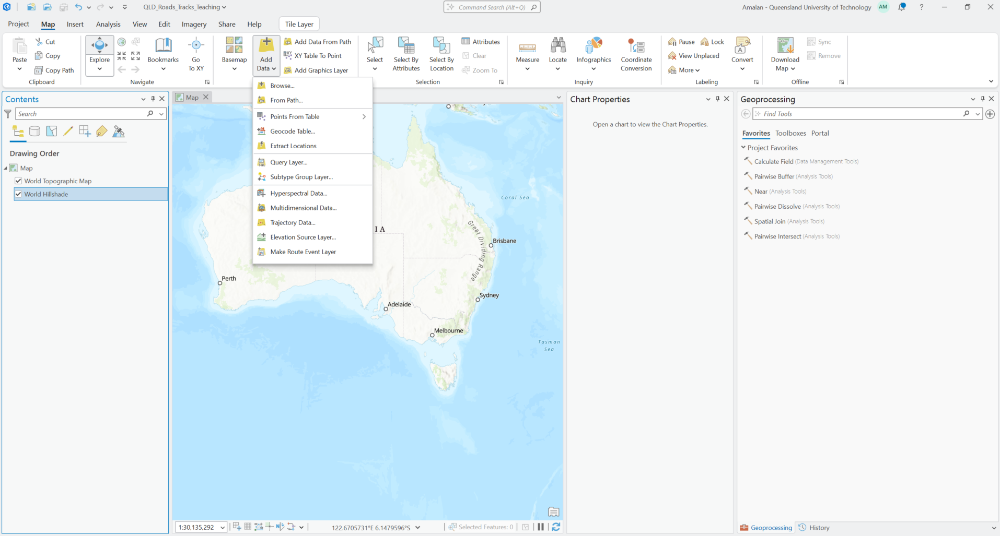 QLD_Roads_Tracks_Teaching
Command Search (Alt+Q)
Amalan - Queensland University of Technology
AM
?
Project
Map
Insert
Analysis
View
Edit
Imagery
Share
Help
Tile Layer
Paste
Cut
Copy
Copy Path
Clipboard
Explore
Bookmarks
Go
To XY
Navigate
Basemap
Add
Data
Add Data From Path
XY Table To Point
Add Graphics Layer
Select
Select By
Attributes
Select By
Location
Attributes
Clear
Zoom To
Selection
Measure
Locate
Infographics
Coordinate
Conversion
Inquiry
Pause
Lock
View Unplaced
More
Convert
Labeling
Download
Map
Sync
Remove
Offline
Browse...
From Path...
Points From Table
Geocode Table...
Extract Locations
Query Layer...
Subtype Group Layer...
Hyperspectral Data...
Multidimensional Data...
Trajectory Data...
Elevation Source Layer...
Make Route Event Layer
Contents
Search
Drawing Order
Map
World Topographic Map
World Hillshade
Map
I A
Coral Sea
Great Dividing Range
Brisbane
Perth
Sydney
Adelaide
Melbourne
Tasman
Sea
1:30,135,292
122.6705731°E 6.1479596°S
Selected Features: 0
Chart Properties
Open a chart to view the Chart Properties.
Geoprocessing
Find Tools
Favorites
Toolboxes
Portal
Project Favorites
Calculate Field (Data Management Tools)
Pairwise Buffer (Analysis Tools)
Near (Analysis Tools)
Pairwise Dissolve (Analysis Tools)
Spatial Join (Analysis Tools)
Pairwise Intersect (Analysis Tools)
Geoprocessing
History